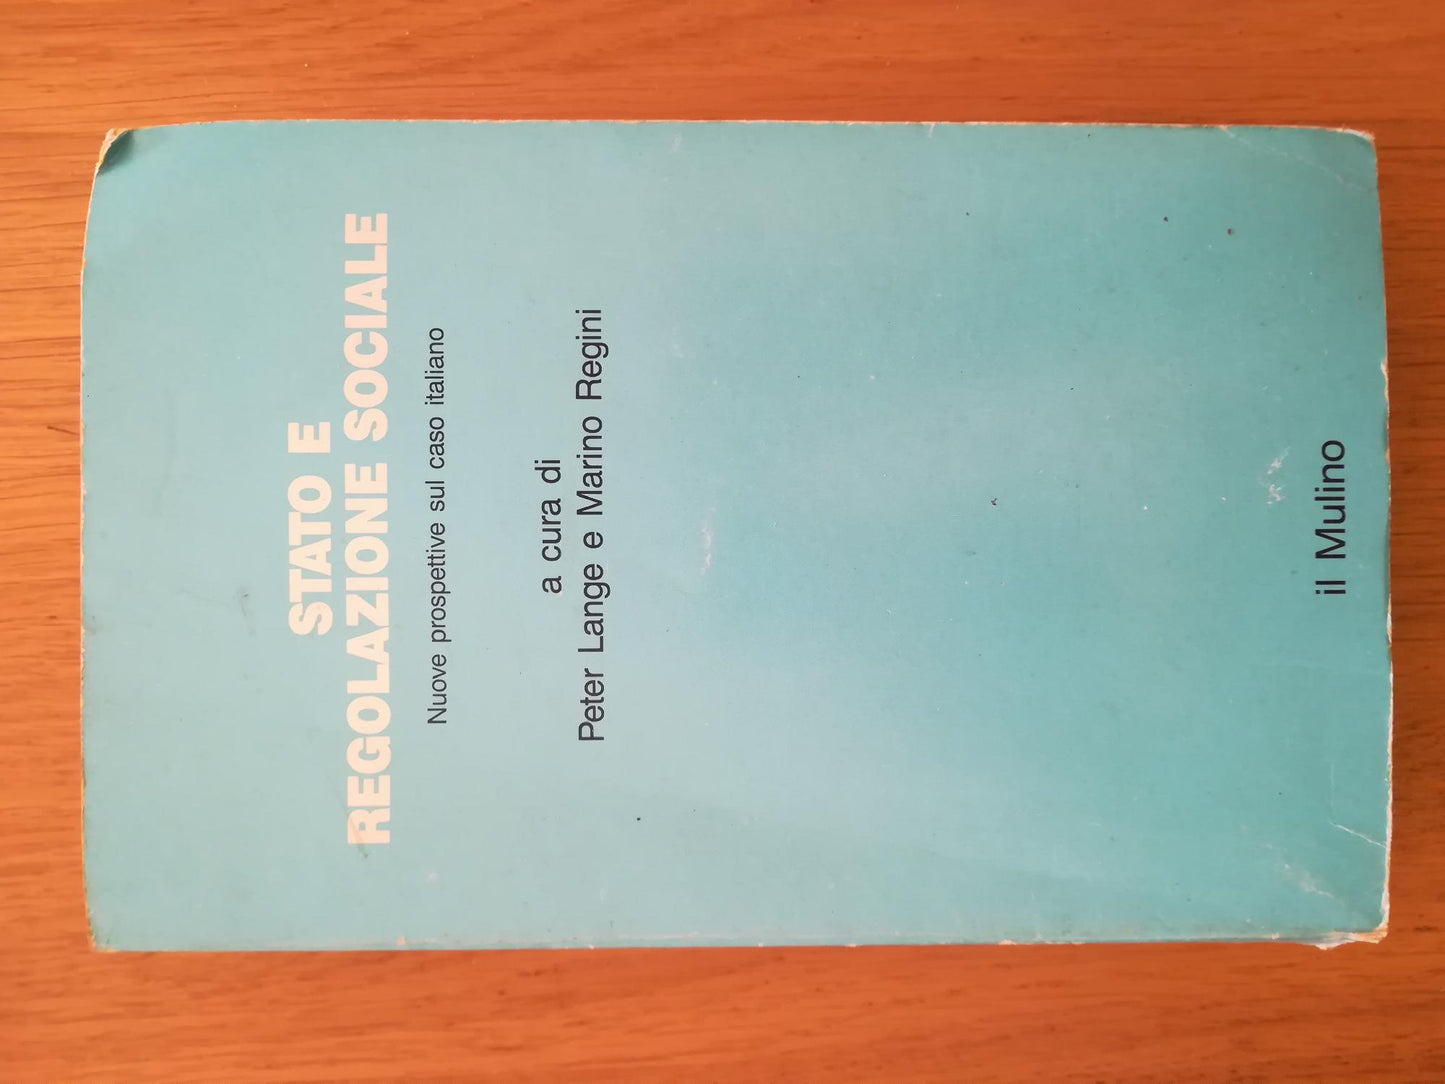 STATO E
REGOLAZIONE SOCIALE
Nuove prospettive sul caso italiano
a cura di
Peter Lange e Marino Regini
il Mulino